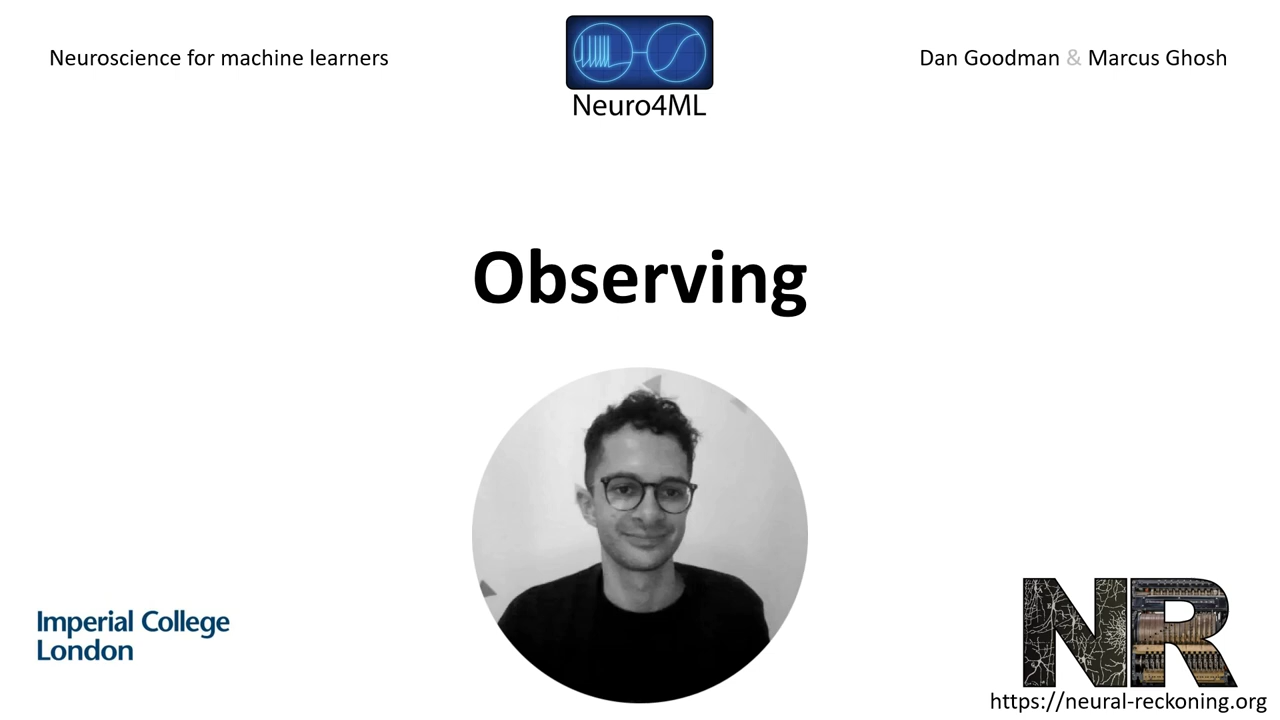 Neuroscience for machine learners
Neuro4ML
Dan Goodman & Marcus Ghosh
Observing
Imperial College
London
NR
https://neural-reckoning.org